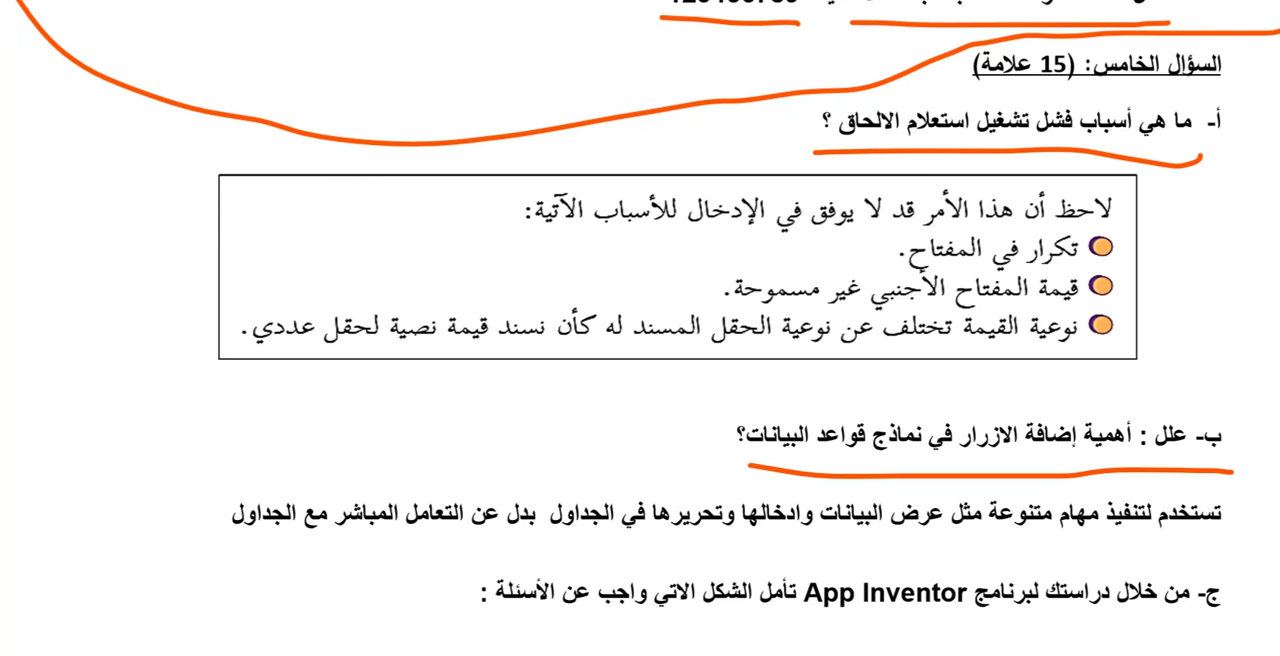 السؤال الخامس: (15 علامة)
أ- ما هي أسباب فشل تشغيل استعلام الالحاق ؟
لاحظ أن هذا الأمر قد لا يوفق في الإدخال للأسباب الآتية:
تكرار في المفتاح.
قيمة المفتاح الأجنبي غير مسموحة.
نوعية القيمة تختلف عن نوعية الحقل المسند له كأن نسند قيمة نصية لحقل عددي.
ب- علل : أهمية إضافة الازرار في نماذج قواعد البيانات؟
تستخدم لتنفيذ مهام متنوعة مثل عرض البيانات وادخالها وتحريرها في الجداول بدل عن التعامل المباشر مع الجداول
ج- من خلال دراستك لبرنامج App Inventor تأمل الشكل الاتي واجب عن الأسئلة :